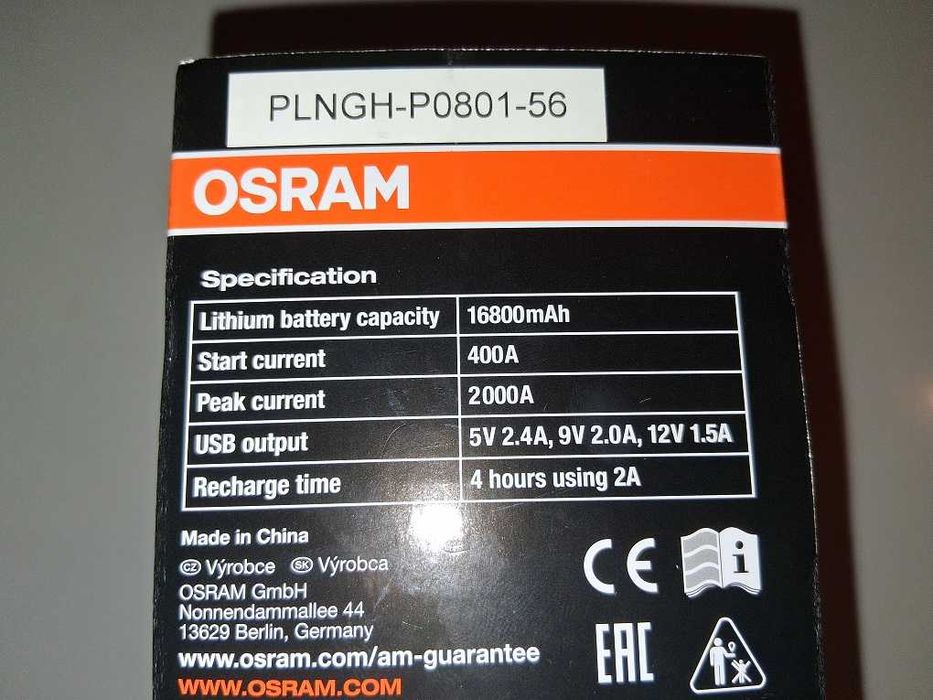 PLNGH-P0801-56
OSRAM
Specification
Lithium battery capacity 16800mAh
Start current 400A
Peak current 2000A
USB output 5V 2.4A, 9V 2.0A, 12V 1.5A
Recharge time 4 hours using 2A
Made in China
CZ Výrobce SK Výrobca
OSRAM GmbH
Nonnendammallee 44
13629 Berlin, Germany
www.osram.com/am-guarantee
WWW.OSRAM.COM
CE
i
EAC